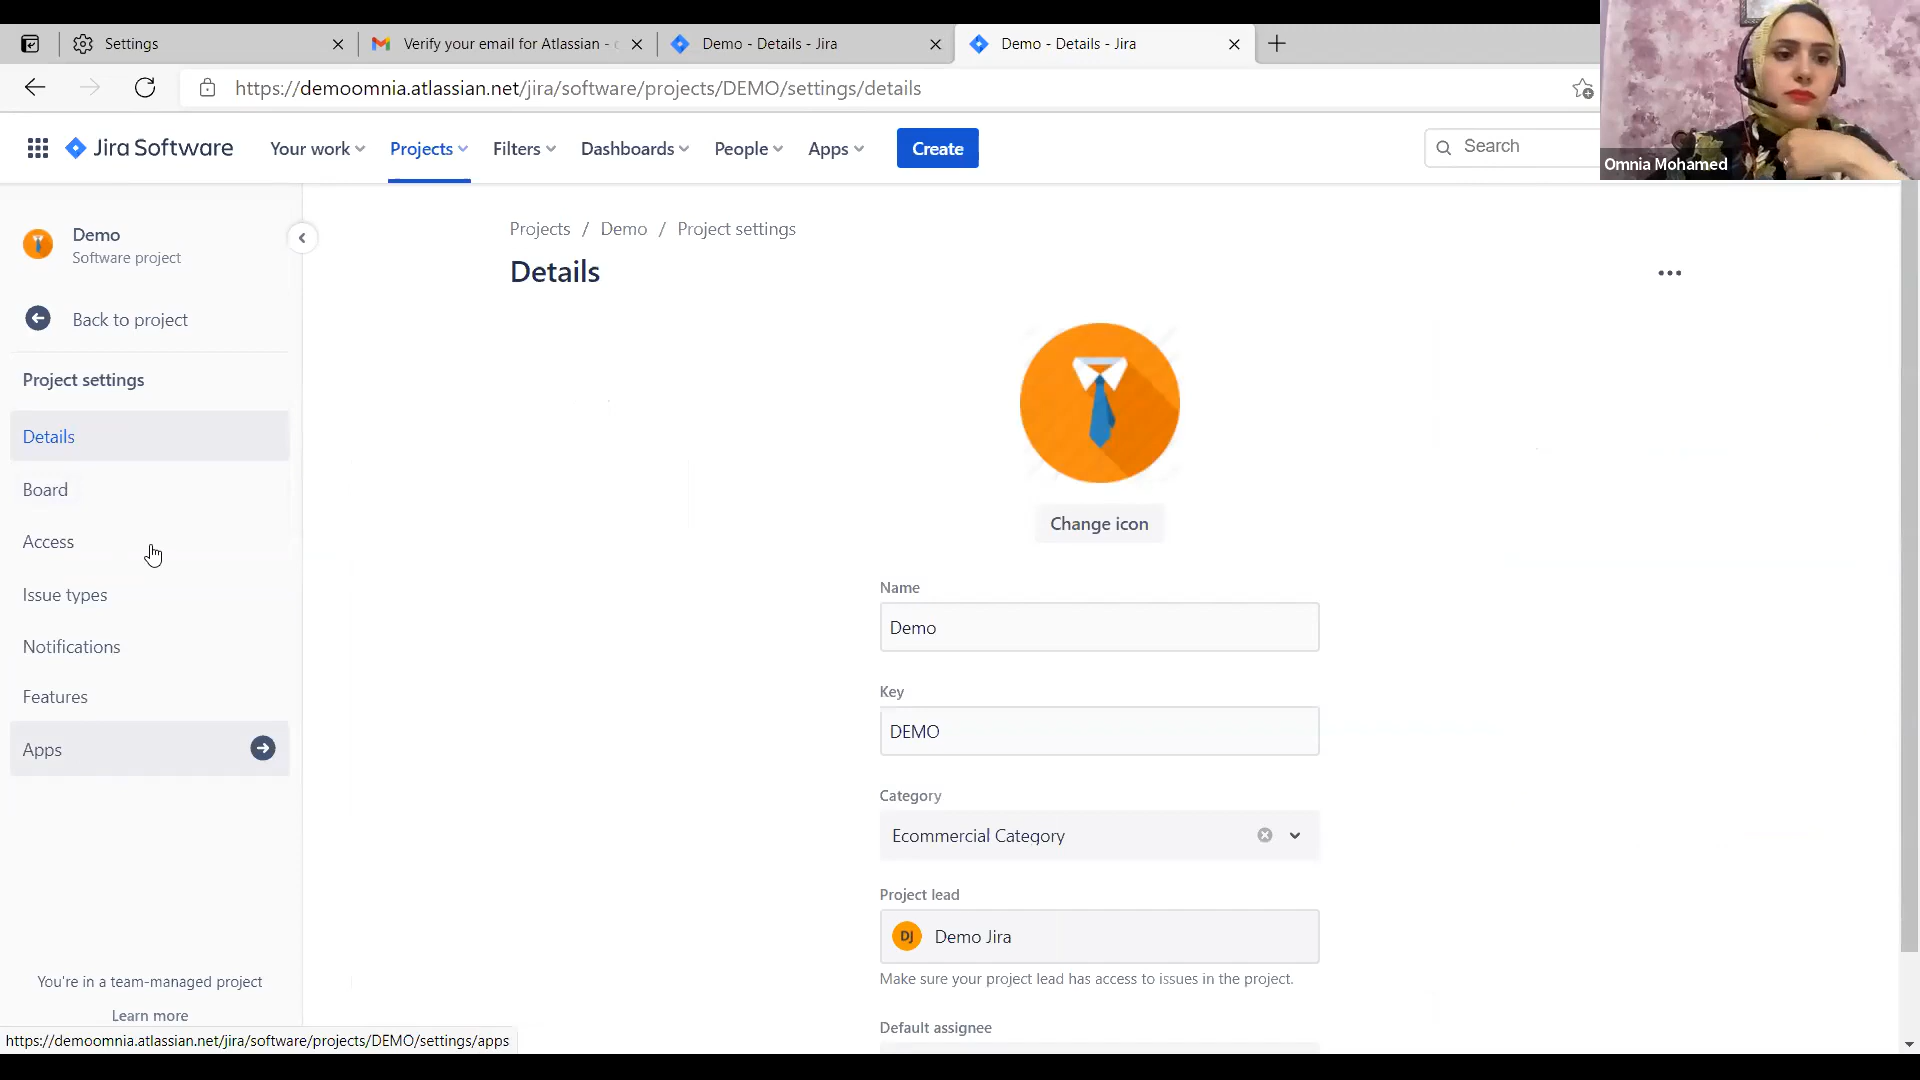 Settings
Verify your email for Atlassian -
Demo - Details - Jira
Demo - Details - Jira
https://demoomnia.atlassian.net/jira/software/projects/DEMO/settings/details
Jira Software
Your work
Projects
Filters
Dashboards
People
Apps
Create
Search
Omnia Mohamed
Demo
Software project
Back to project
Project settings
Details
Board
Access
Issue types
Notifications
Features
Apps
You're in a team-managed project
Learn more
https://demoomnia.atlassian.net/jira/software/projects/DEMO/settings/apps
Projects / Demo / Project settings
Details
Change icon
Name
Demo
Key
DEMO
Category
Ecommercial Category
Project lead
DJ Demo Jira
Make sure your project lead has access to issues in the project.
Default assignee